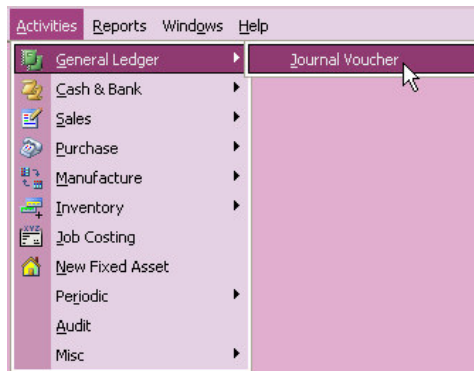 Activities Reports Windows Help
General Ledger Journal Voucher
Cash & Bank
Sales
Purchase
Manufacture
Inventory
XYZ
Job Costing
New Fixed Asset
Periodic
Audit
Misc